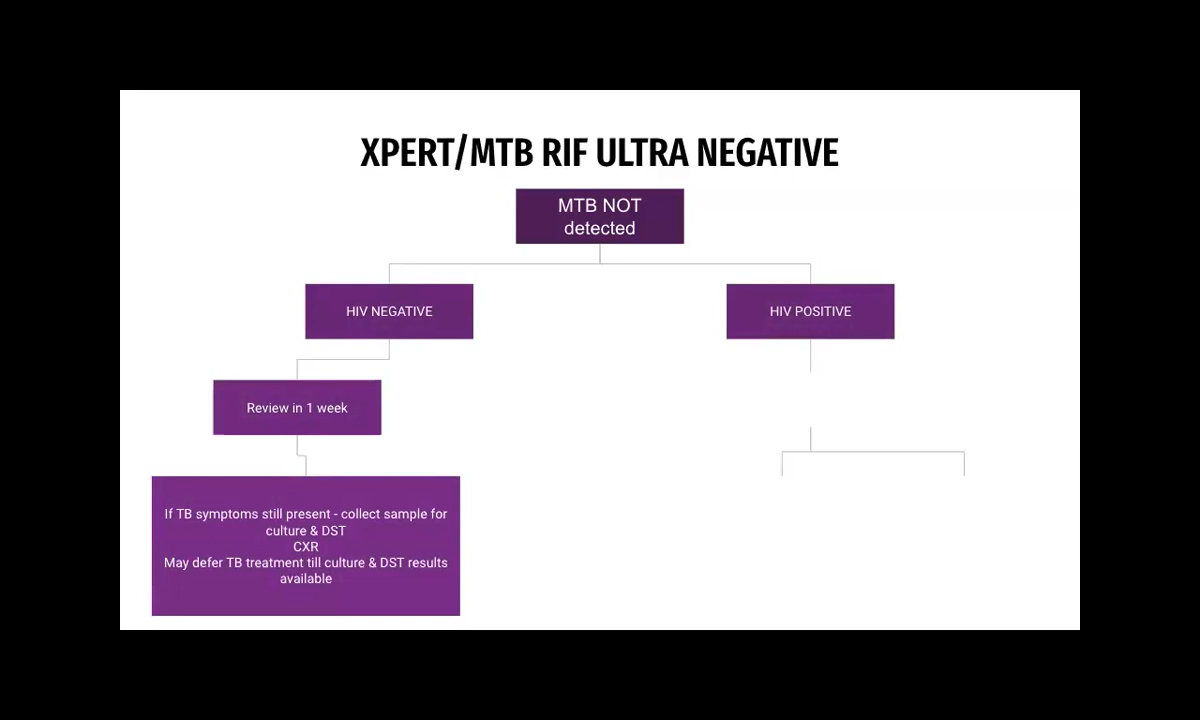 XPERT/MTB RIF ULTRA NEGATIVE
MTB NOT
detected
HIV NEGATIVE
HIV POSITIVE
Review in 1 week
If TB symptoms still present - collect sample for
culture & DST
CXR
May defer TB treatment till culture & DST results
available